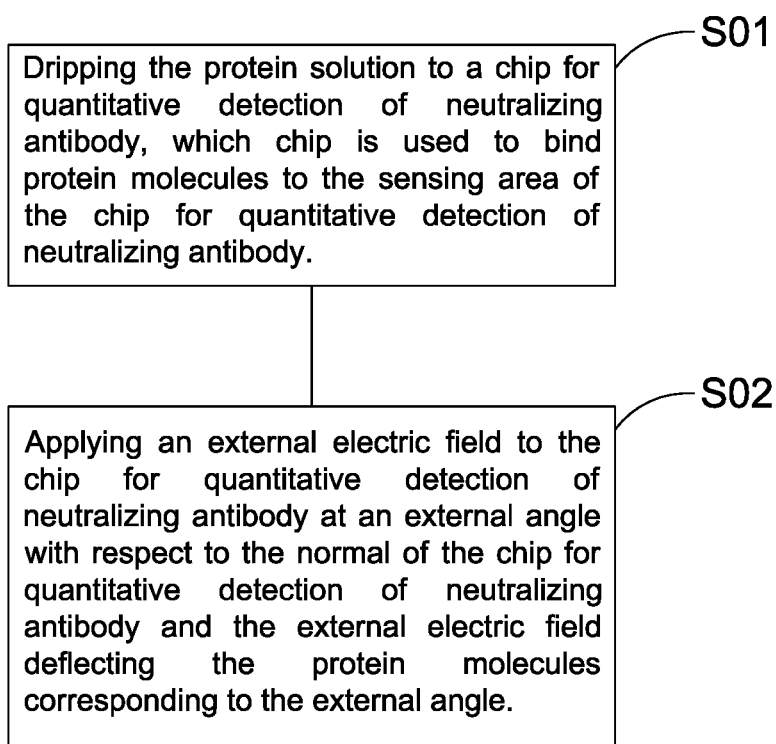 S01
Dripping the protein solution to a chip for
quantitative detection of neutralizing
antibody, which chip is used to bind
protein molecules to the sensing area of
the chip for quantitative detection of
neutralizing antibody.
S02
Applying an external electric field to the
chip for quantitative detection of
neutralizing antibody at an external angle
with respect to the normal of the chip for
quantitative detection of neutralizing
antibody and the external electric field
deflecting the protein molecules
corresponding to the external angle.